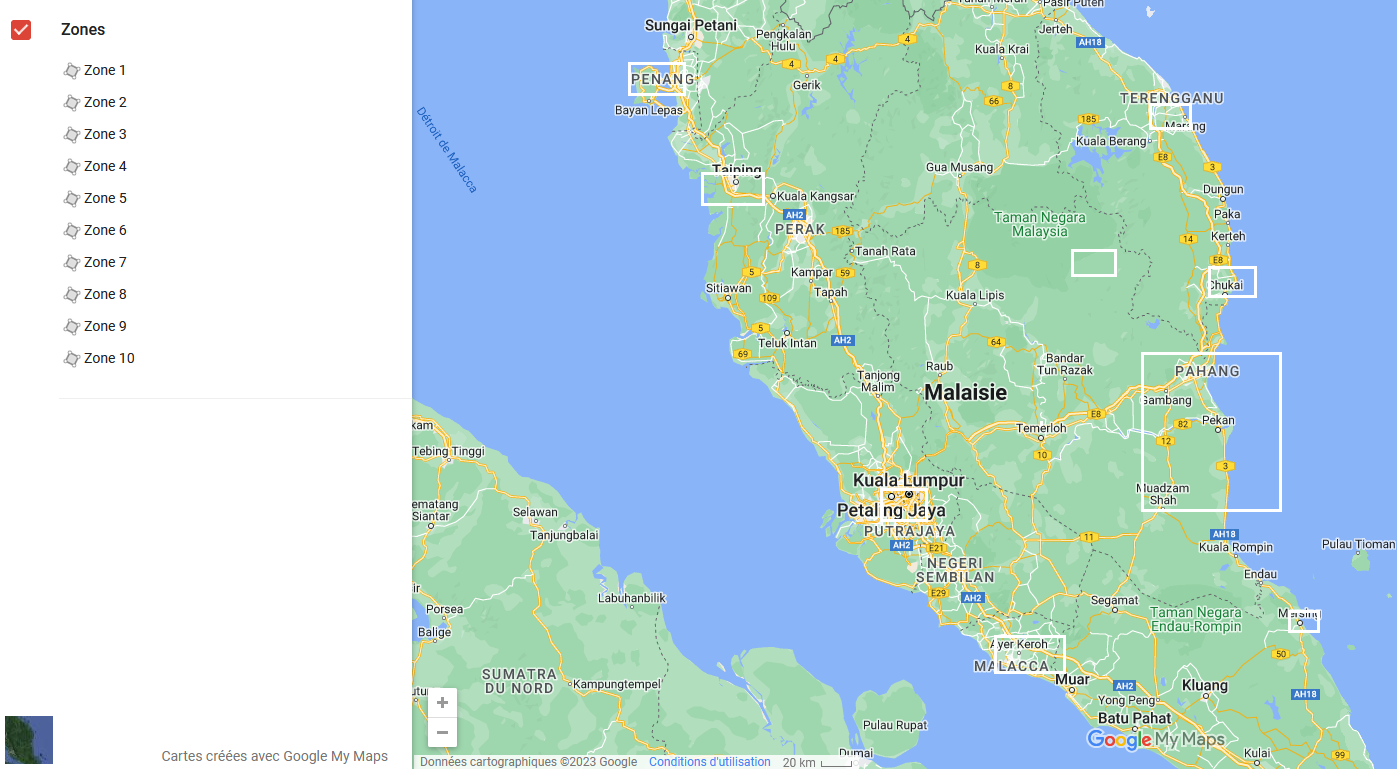 Zones
Zone 1
Zone 2
Zone 3
Zone 4
Zone 5
Zone 6
Zone 7
Zone 8
Zone 9
Zone 10
Cartes créées avec Google My Maps
Pasir Puteh
Sungai Petani
Pengkalan
Hulu
Jerteh
AH18
4
Kuala Krai
4
4
PENANG
Gerik
8
66
TERENGGANU
Bayan Lepas
185
Marang
Kuala Berang
Détroit de Malacca
E8
3
Taiping
Gua Musang
Kuala Kangsar
Dungun
AH2
Taman Negara
Malaysia
Paka
PERAK
185
14
Kerteh
Tanah Rata
E8
8
5
Kampar
59
Chukai
Sitiawan
109
Tapah
Kuala Lipis
5
Teluk Intan
AH2
64
69
Bandar
Tun Razak
Raub
PAHANG
Tanjong
Malim
Malaisie
Gambang
E8
Pekan
82
kam
Temerloh
12
Tebing Tinggi
10
3
Kuala Lumpur
Muadzam
Shah
ematang
Siantar
Selawan
Petaling Jaya
Tanjungbalai
PUTRAJAYA
AH18
AH2
E21
11
Kuala Rompin
Pulau Tioman
NEGERI
SEMBILAN
Endau
E29
AH2
Labuhanbilik
Segamat
Porsea
Taman Negara
Endau-Rompin
Mersing
Balige
Ayer Keroh
50
MALACCA
SUMATRA
DU NORD
Kampungtempel
Muar
AH2
Kluang
AH18
Yong Peng
Pulau Rupat
Batu Pahat
Google My Maps
Dumai
Kulai
99
Données cartographiques ©2023 Google
Conditions d'utilisation
20 km